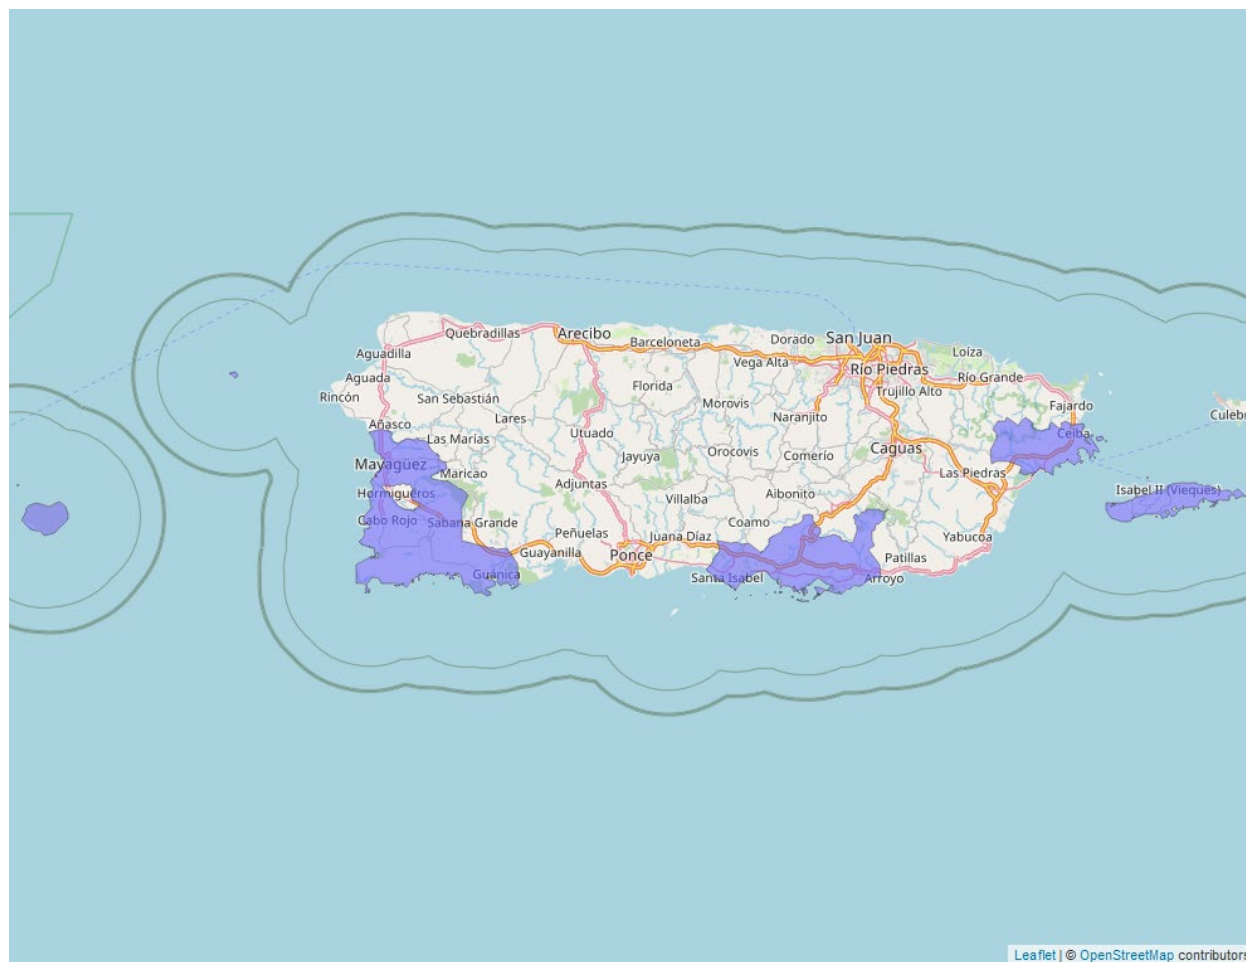 San Juan
Quebradillas
Arecibo
Barceloneta
Dorado
Loíza
Aguadilla
Vega Alta
Río Piedras
Aguada
Río Grande
Florida
Trujillo Alto
Rincón
San Sebastián
Morovis
Fajardo
Lares
Naranjito
Culebr
Añasco
Utuado
Ceiba
Las Marías
Caguas
Orocovis
Jayuya
Comerio
Mayagüez
Maricao
Las Piedras
Adjuntas
Isabel II (Vieques)
Hormigueros
Villalba
Aibonito
Cabo Rojo
Sabana Grande
Coamo
Peñuelas
Juana Díaz
Yabucoa
Guayanilla
Ponce
Patillas
Guánica
Santa Isabel
Arroyo
Leaflet | © OpenStreetMap contributors